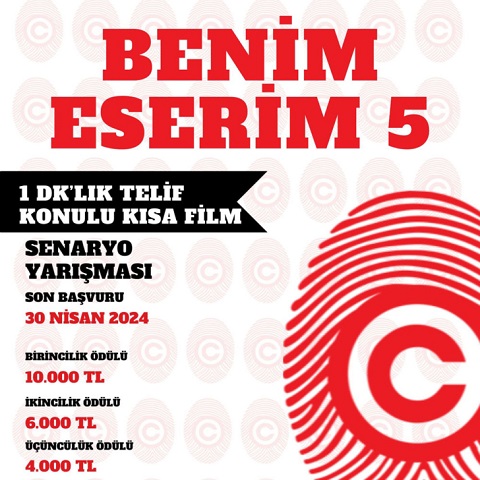 BENİM
ESERİM 5
1 DK'LIK TELİF
KONULU KISA FİLM
SENARYO
YARIŞMASI
SON BAŞVURU
30 NİSAN 2024
BİRİNCİLİK ÖDÜLÜ
10.000 TL
İKİNCİLİK ÖDÜLÜ
6.000 TL
ÜÇÜNCÜLÜK ÖDÜLÜ
4.000 TL